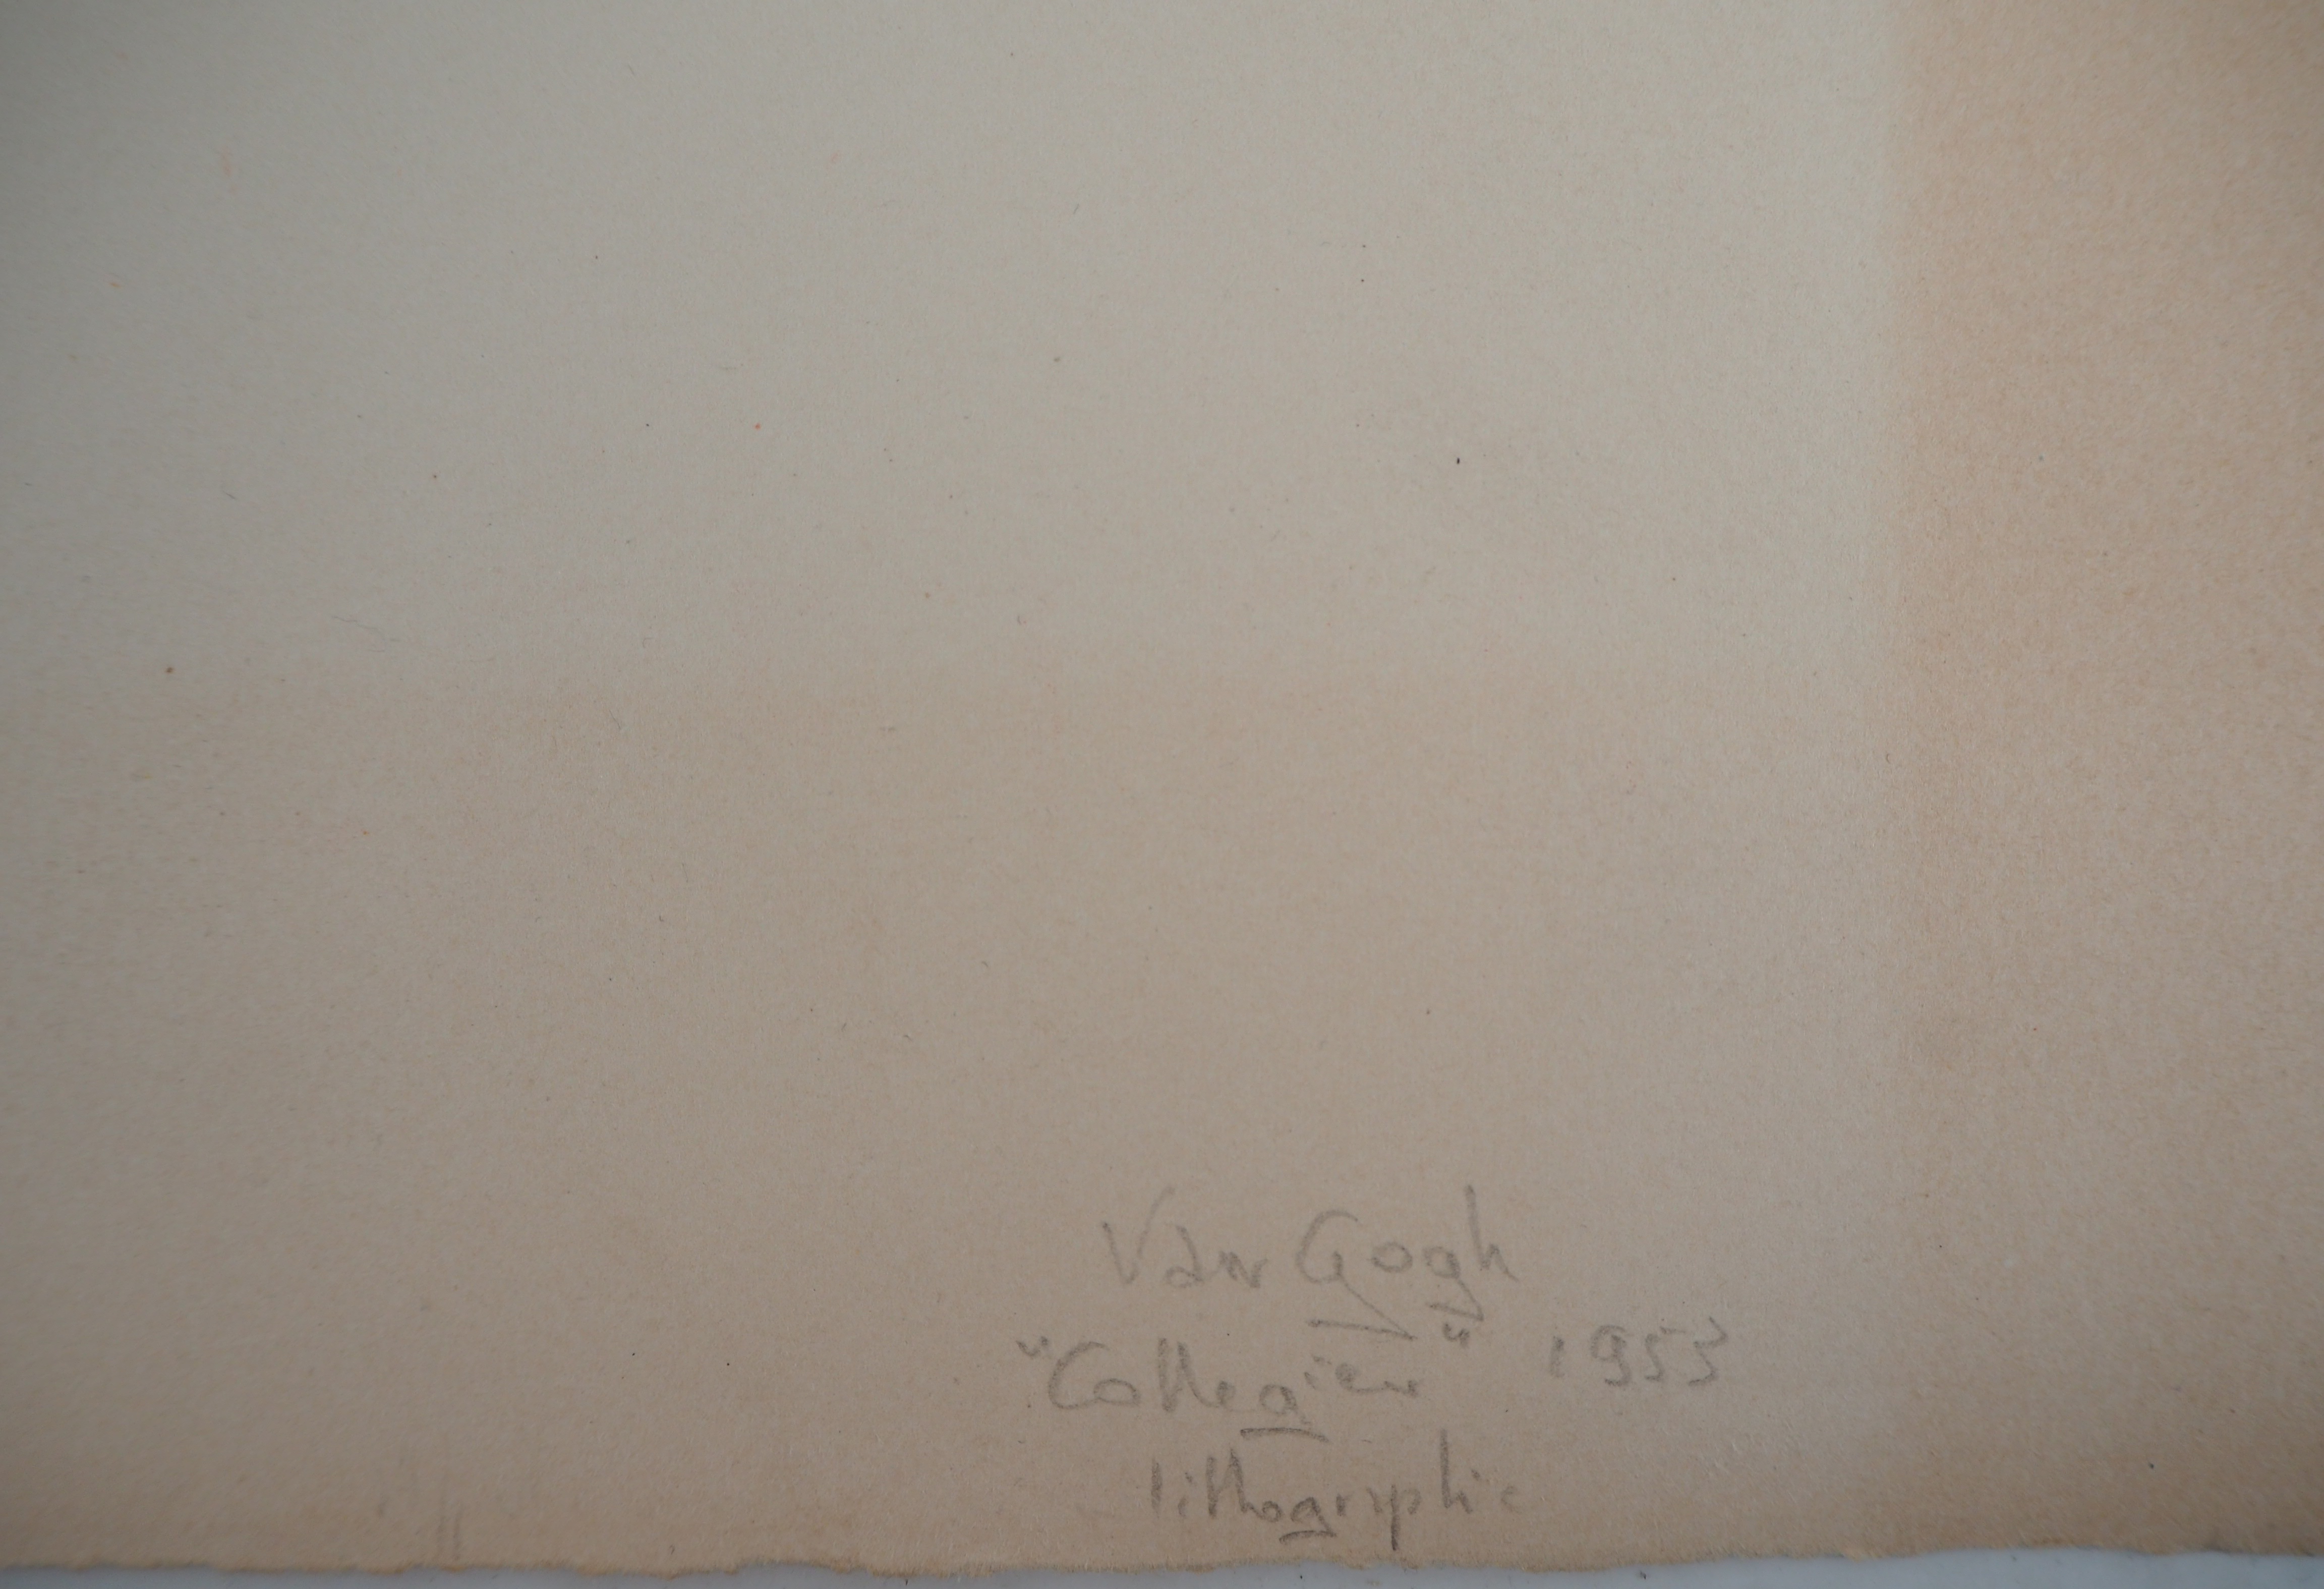 Van Gogh
"Collegien" 1953
lithographie